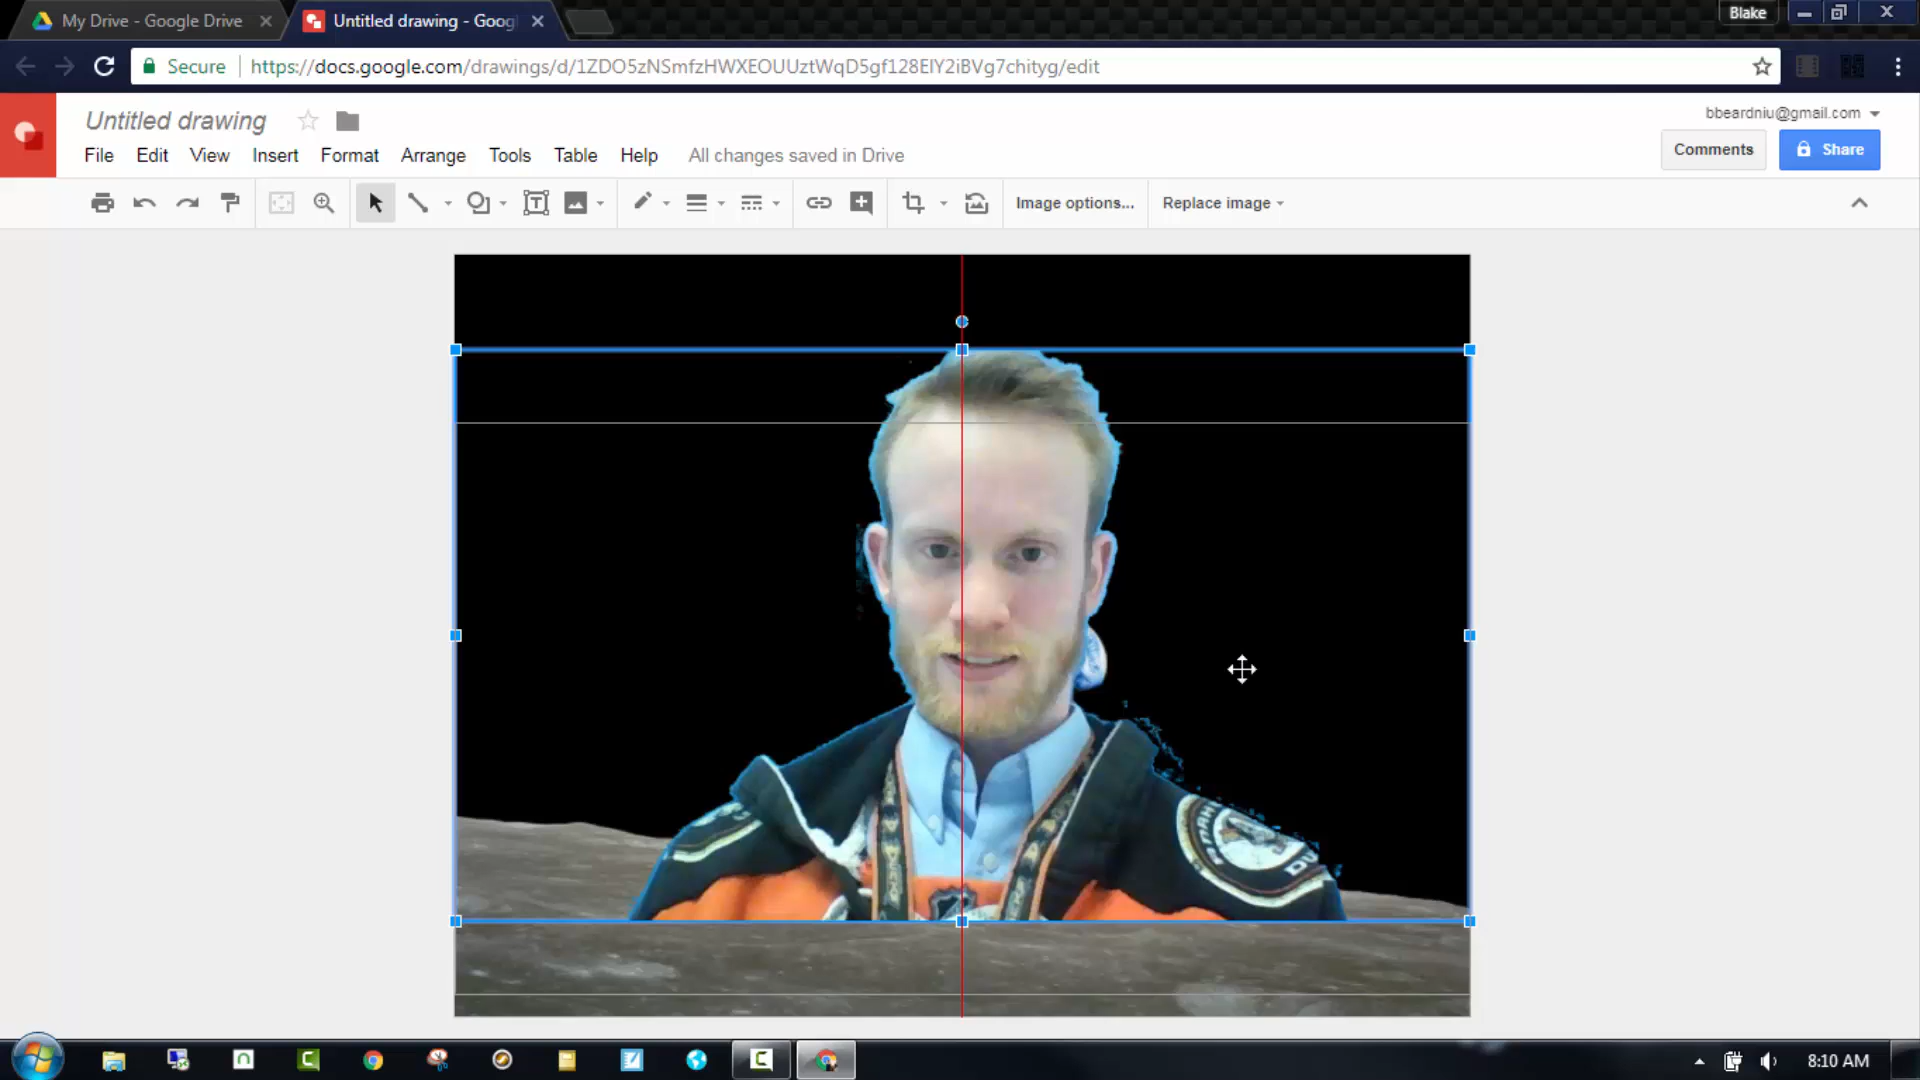 My Drive - Google Drive
Untitled drawing - Goog
Blake
Secure
https://docs.google.com/drawings/d/1ZDO5zNSmfzHWXEOUUztWqD5gf128ElY2iBVg7chityg/edit
Untitled drawing
bbeardniu@gmail.com
File Edit View Insert Format Arrange Tools Table Help All changes saved in Drive
Comments
Share
Image options...
Replace image
8:10 AM